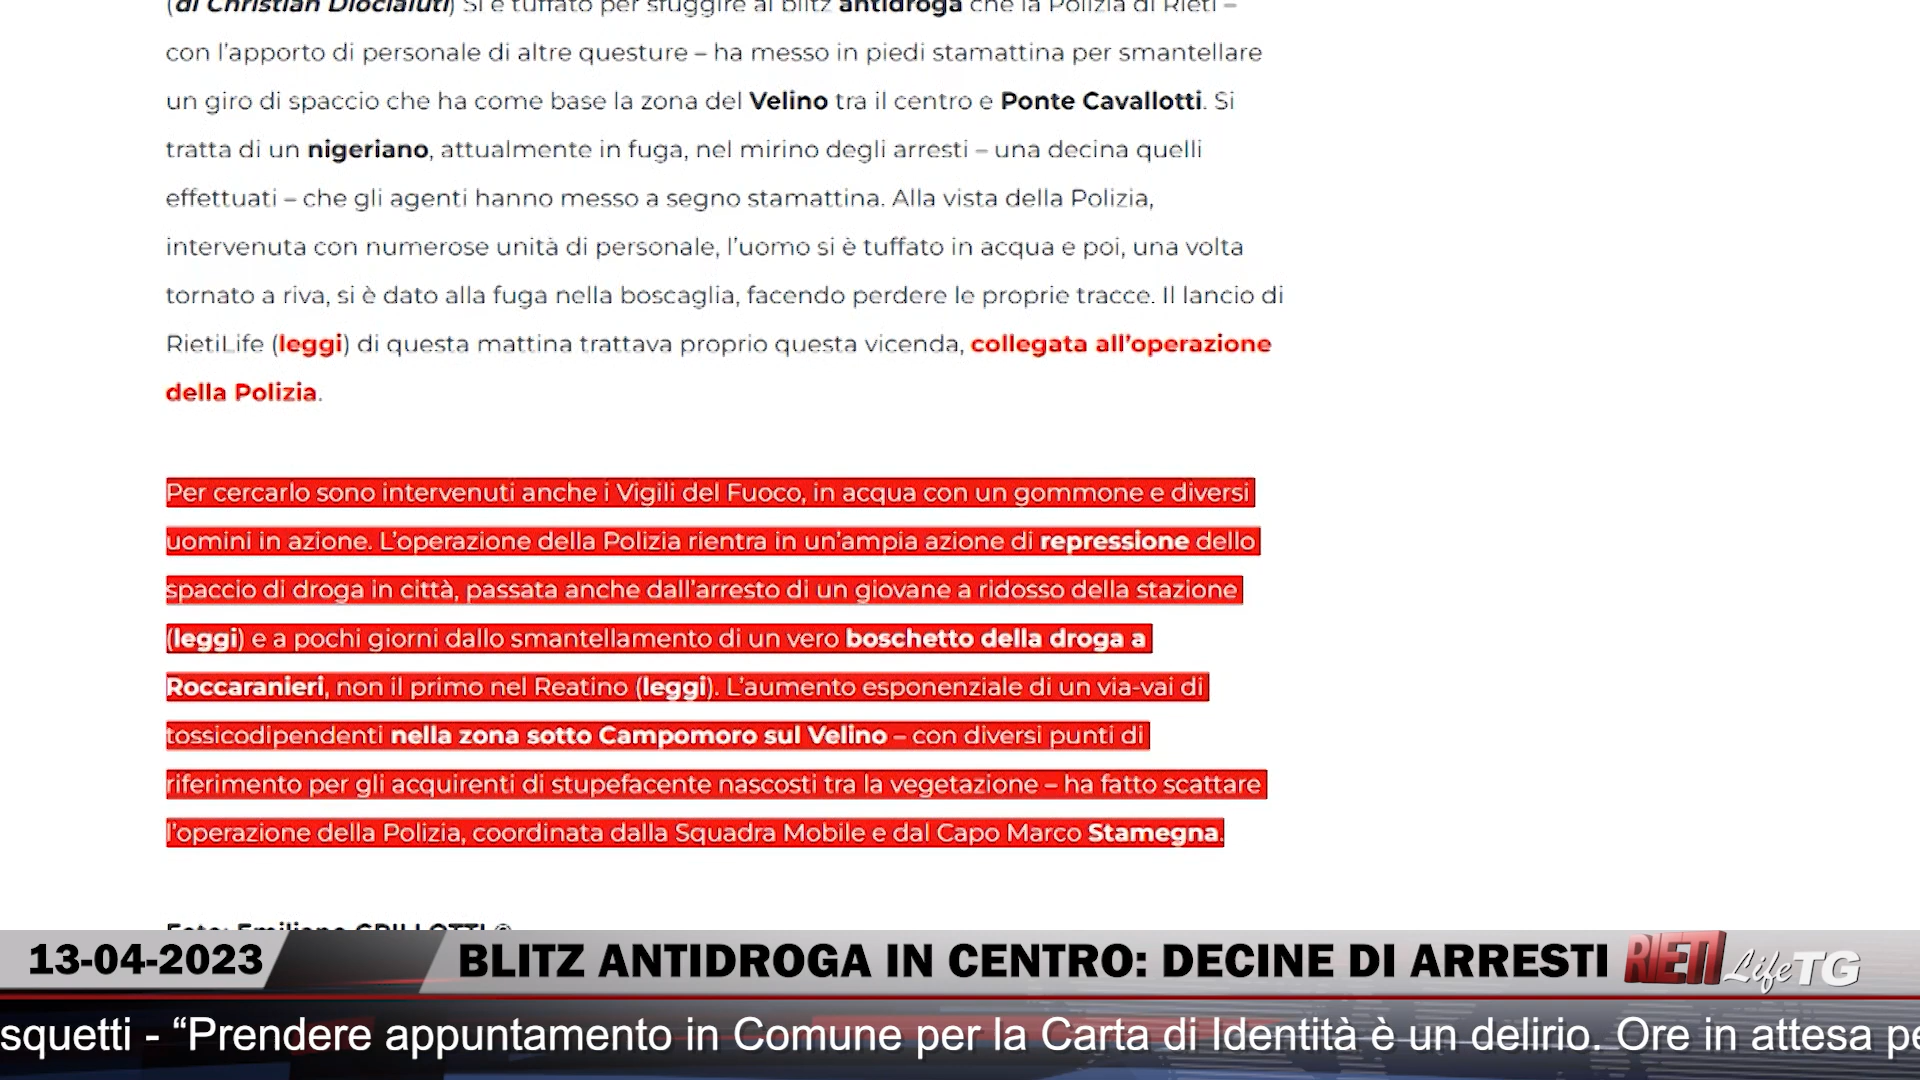 (di Christian Diociaiuti) Si è tuffato per sfuggire al blitz antidroga che la Polizia di Rieti –
con l’apporto di personale di altre questure – ha messo in piedi stamattina per smantellare
un giro di spaccio che ha come base la zona del Velino tra il centro e Ponte Cavallotti. Si
tratta di un nigeriano, attualmente in fuga, nel mirino degli arresti – una decina quelli
effettuati – che gli agenti hanno messo a segno stamattina. Alla vista della Polizia,
intervenuta con numerose unità di personale, l’uomo si è tuffato in acqua e poi, una volta
tornato a riva, si è dato alla fuga nella boscaglia, facendo perdere le proprie tracce. Il lancio di
RietiLife (leggi) di questa mattina trattava proprio questa vicenda, collegata all’operazione
della Polizia.
Per cercarlo sono intervenuti anche i Vigili del Fuoco, in acqua con un gommone e diversi
uomini in azione. L’operazione della Polizia rientra in un’ampia azione di repressione dello
spaccio di droga in città, passata anche dall’arresto di un giovane a ridosso della stazione
(leggi) e a pochi giorni dallo smantellamento di un vero boschetto della droga a
Roccaranieri, non il primo nel Reatino (leggi). L’aumento esponenziale di un via-vai di
tossicodipendenti nella zona sotto Campomoro sul Velino – con diversi punti di
riferimento per gli acquirenti di stupefacente nascosti tra la vegetazione – ha fatto scattare
l’operazione della Polizia, coordinata dalla Squadra Mobile e dal Capo Marco Stamegna.
Foto: Emiliano GRILLOTTI ©
13-04-2023 BLITZ ANTIDROGA IN CENTRO: DECINE DI ARRESTI RIETI Life TG
squetti - “Prendere appuntamento in Comune per la Carta di Identità è un delirio. Ore in attesa pe